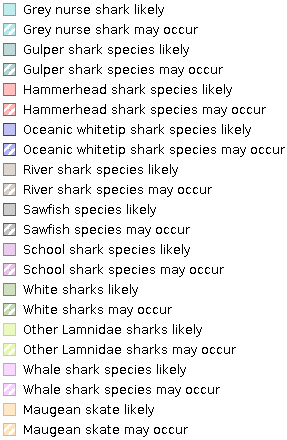 Grey nurse shark likely
Grey nurse shark may occur
Gulper shark species likely
Gulper shark species may occur
Hammerhead shark species likely
Hammerhead shark species may occur
Oceanic whitetip shark species likely
Oceanic whitetip shark species may occur
River shark species likely
River shark species may occur
Sawfish species likely
Sawfish species may occur
School shark species likely
School shark species may occur
White sharks likely
White sharks may occur
Other Lamnidae sharks likely
Other Lamnidae sharks may occur
Whale shark species likely
Whale shark species may occur
Maugean skate likely
Maugean skate may occur